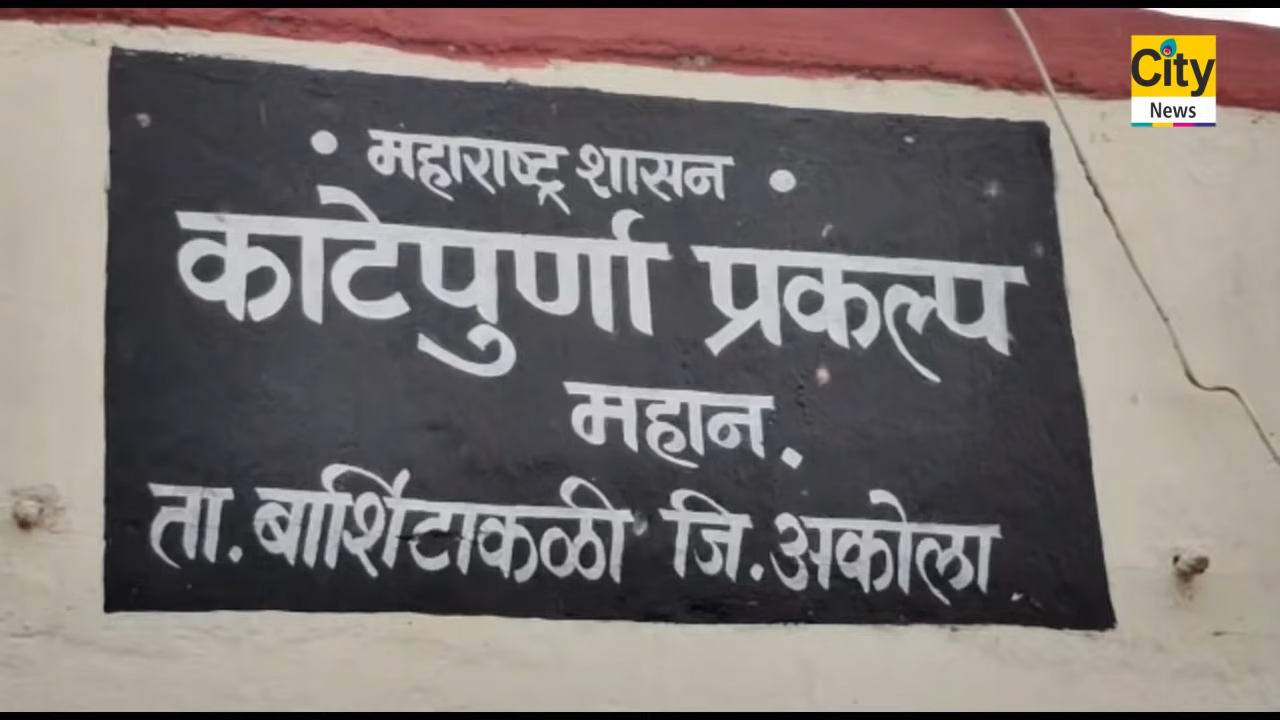 City
News
• महाराष्ट्र शासन •
काटेपुर्णा प्रकल्प
महान.
ता. बार्शिटाकळी जि. अकोला